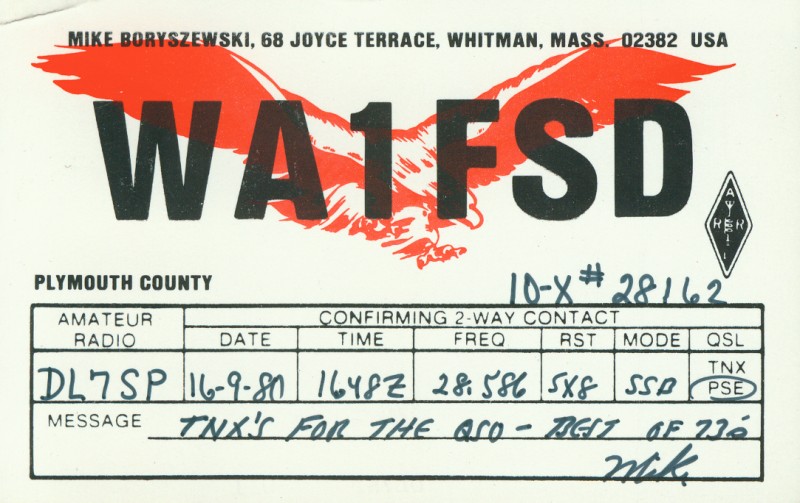 MIKE BORYSZEWSKI, 68 JOYCE TERRACE, WHITMAN, MASS. 02382 USA
WA1FSD
A
R R
L
PLYMOUTH COUNTY
10-X # 28162
AMATEUR RADIO
CONFIRMING 2-WAY CONTACT
DATE TIME FREQ RST MODE QSL
DL7SP 16-9-80 1648Z 28.586 5X8 SSB TNX
PSE
MESSAGE TNX'S FOR THE QSO - BEST OF 73's
Mike